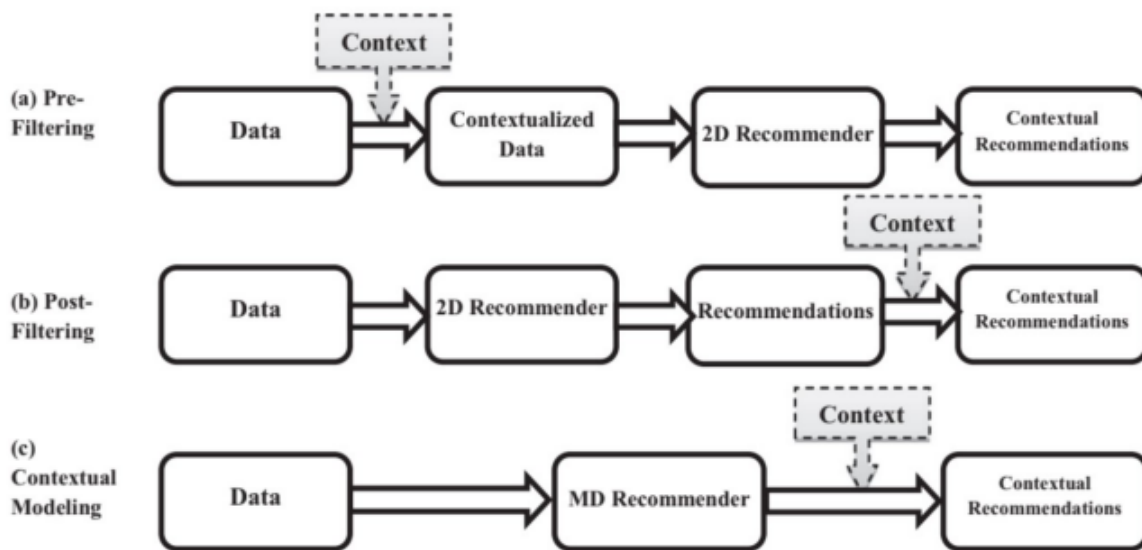 Context
(a) Pre-
Filtering
Data
Contextualized
Data
2D Recommender
Contextual
Recommendations
Context
(b) Post-
Filtering
Data
2D Recommender
Recommendations
Contextual
Recommendations
Context
(c)
Contextual
Modeling
Data
MD Recommender
Contextual
Recommendations